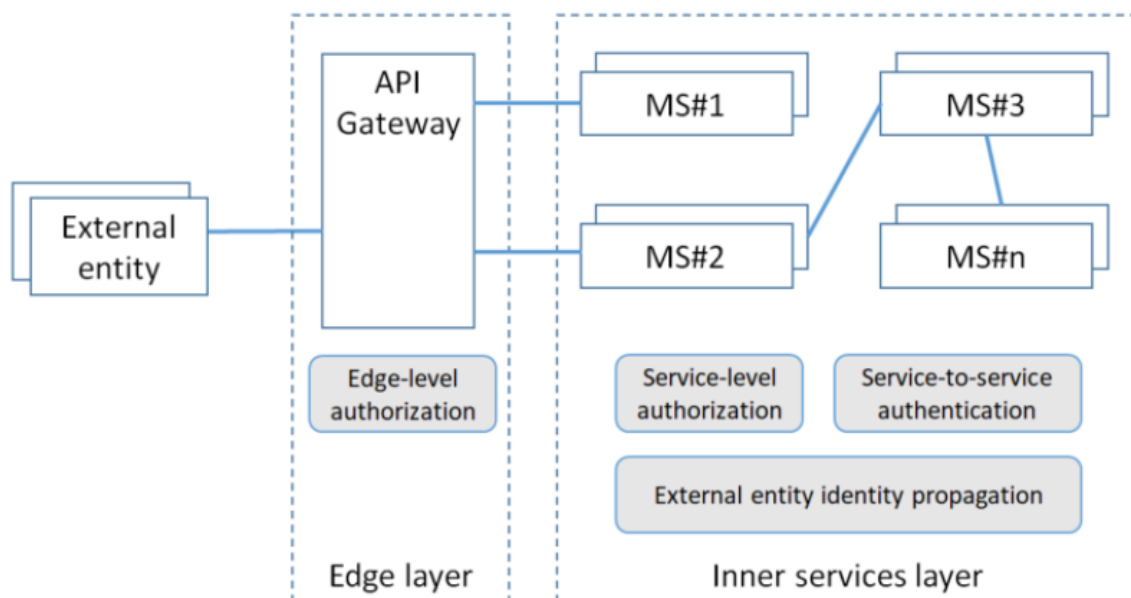 API
Gateway
MS#1
MS#3
External
entity
MS#2
MS#n
Edge-level
authorization
Service-level
authorization
Service-to-service
authentication
External entity identity propagation
Edge layer
Inner services layer